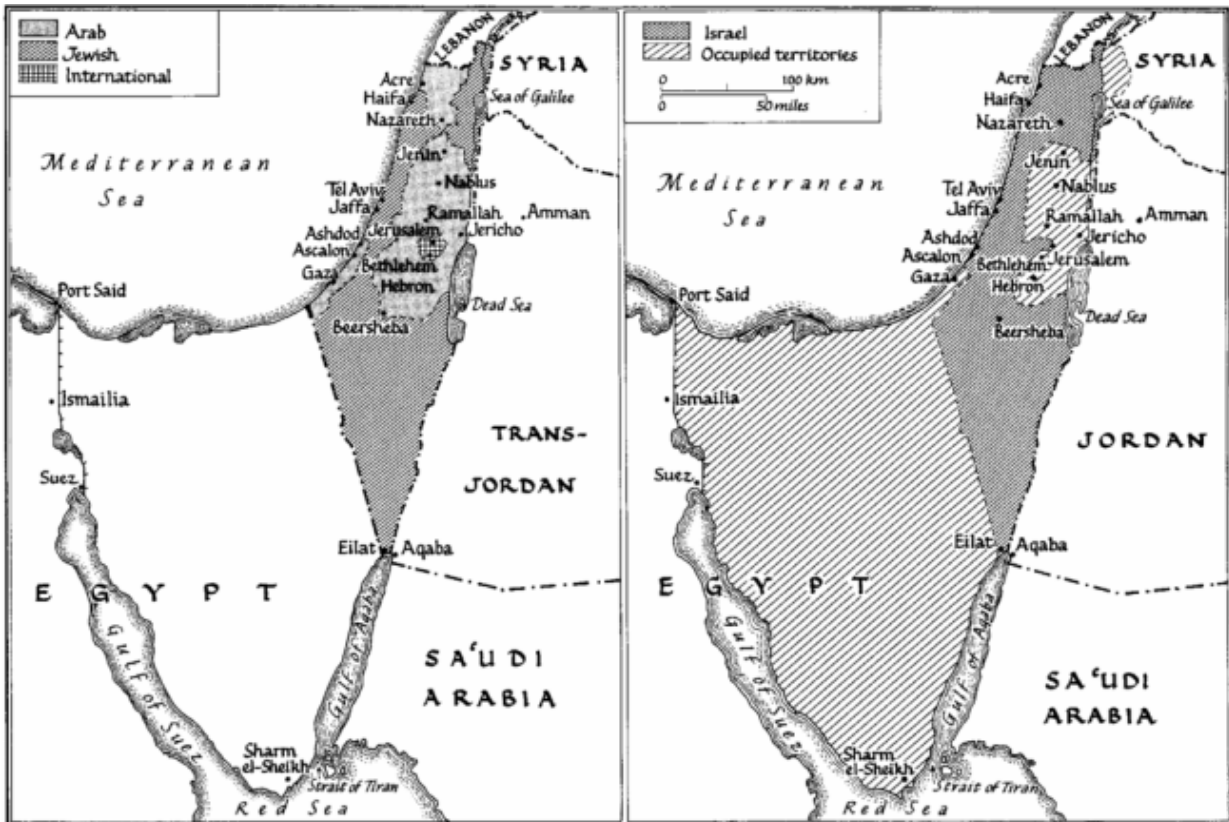 Arab
Jewish
International
LEBANON
SYRIA
Acre
Haifa
Sea of Galilee
Nazareth
Mediterranean
Sea
Jenin
Nablus
Tel Aviv
Jaffa
Ramallah
Amman
Jerusalem
Jericho
Ashdod
Ascalon
Bethlehem
Gaza
Hebron
Port Said
Dead Sea
Beersheba
Ismailia
TRANS-
JORDAN
Suez
Eilat
Aqaba
EGYPT
Gulf of Suez
Gulf of Aqaba
SAʿUDI
ARABIA
Sharm
el-Sheikh
Strait of Tiran
Red Sea
Israel
Occupied territories
0 100 km
0 50 miles
LEBANON
SYRIA
Acre
Haifa
Sea of Galilee
Nazareth
Mediterranean
Sea
Jenin
Nablus
Tel Aviv
Jaffa
Ramallah
Amman
Jericho
Ashdod
Ascalon
Jerusalem
Bethlehem
Gaza
Hebron
Port Said
Dead Sea
Beersheba
Ismailia
JORDAN
Suez
Eilat
Aqaba
EGYPT
Gulf of Suez
Gulf of Aqaba
SAʿUDI
ARABIA
Sharm
el-Sheikh
Strait of Tiran
Red Sea